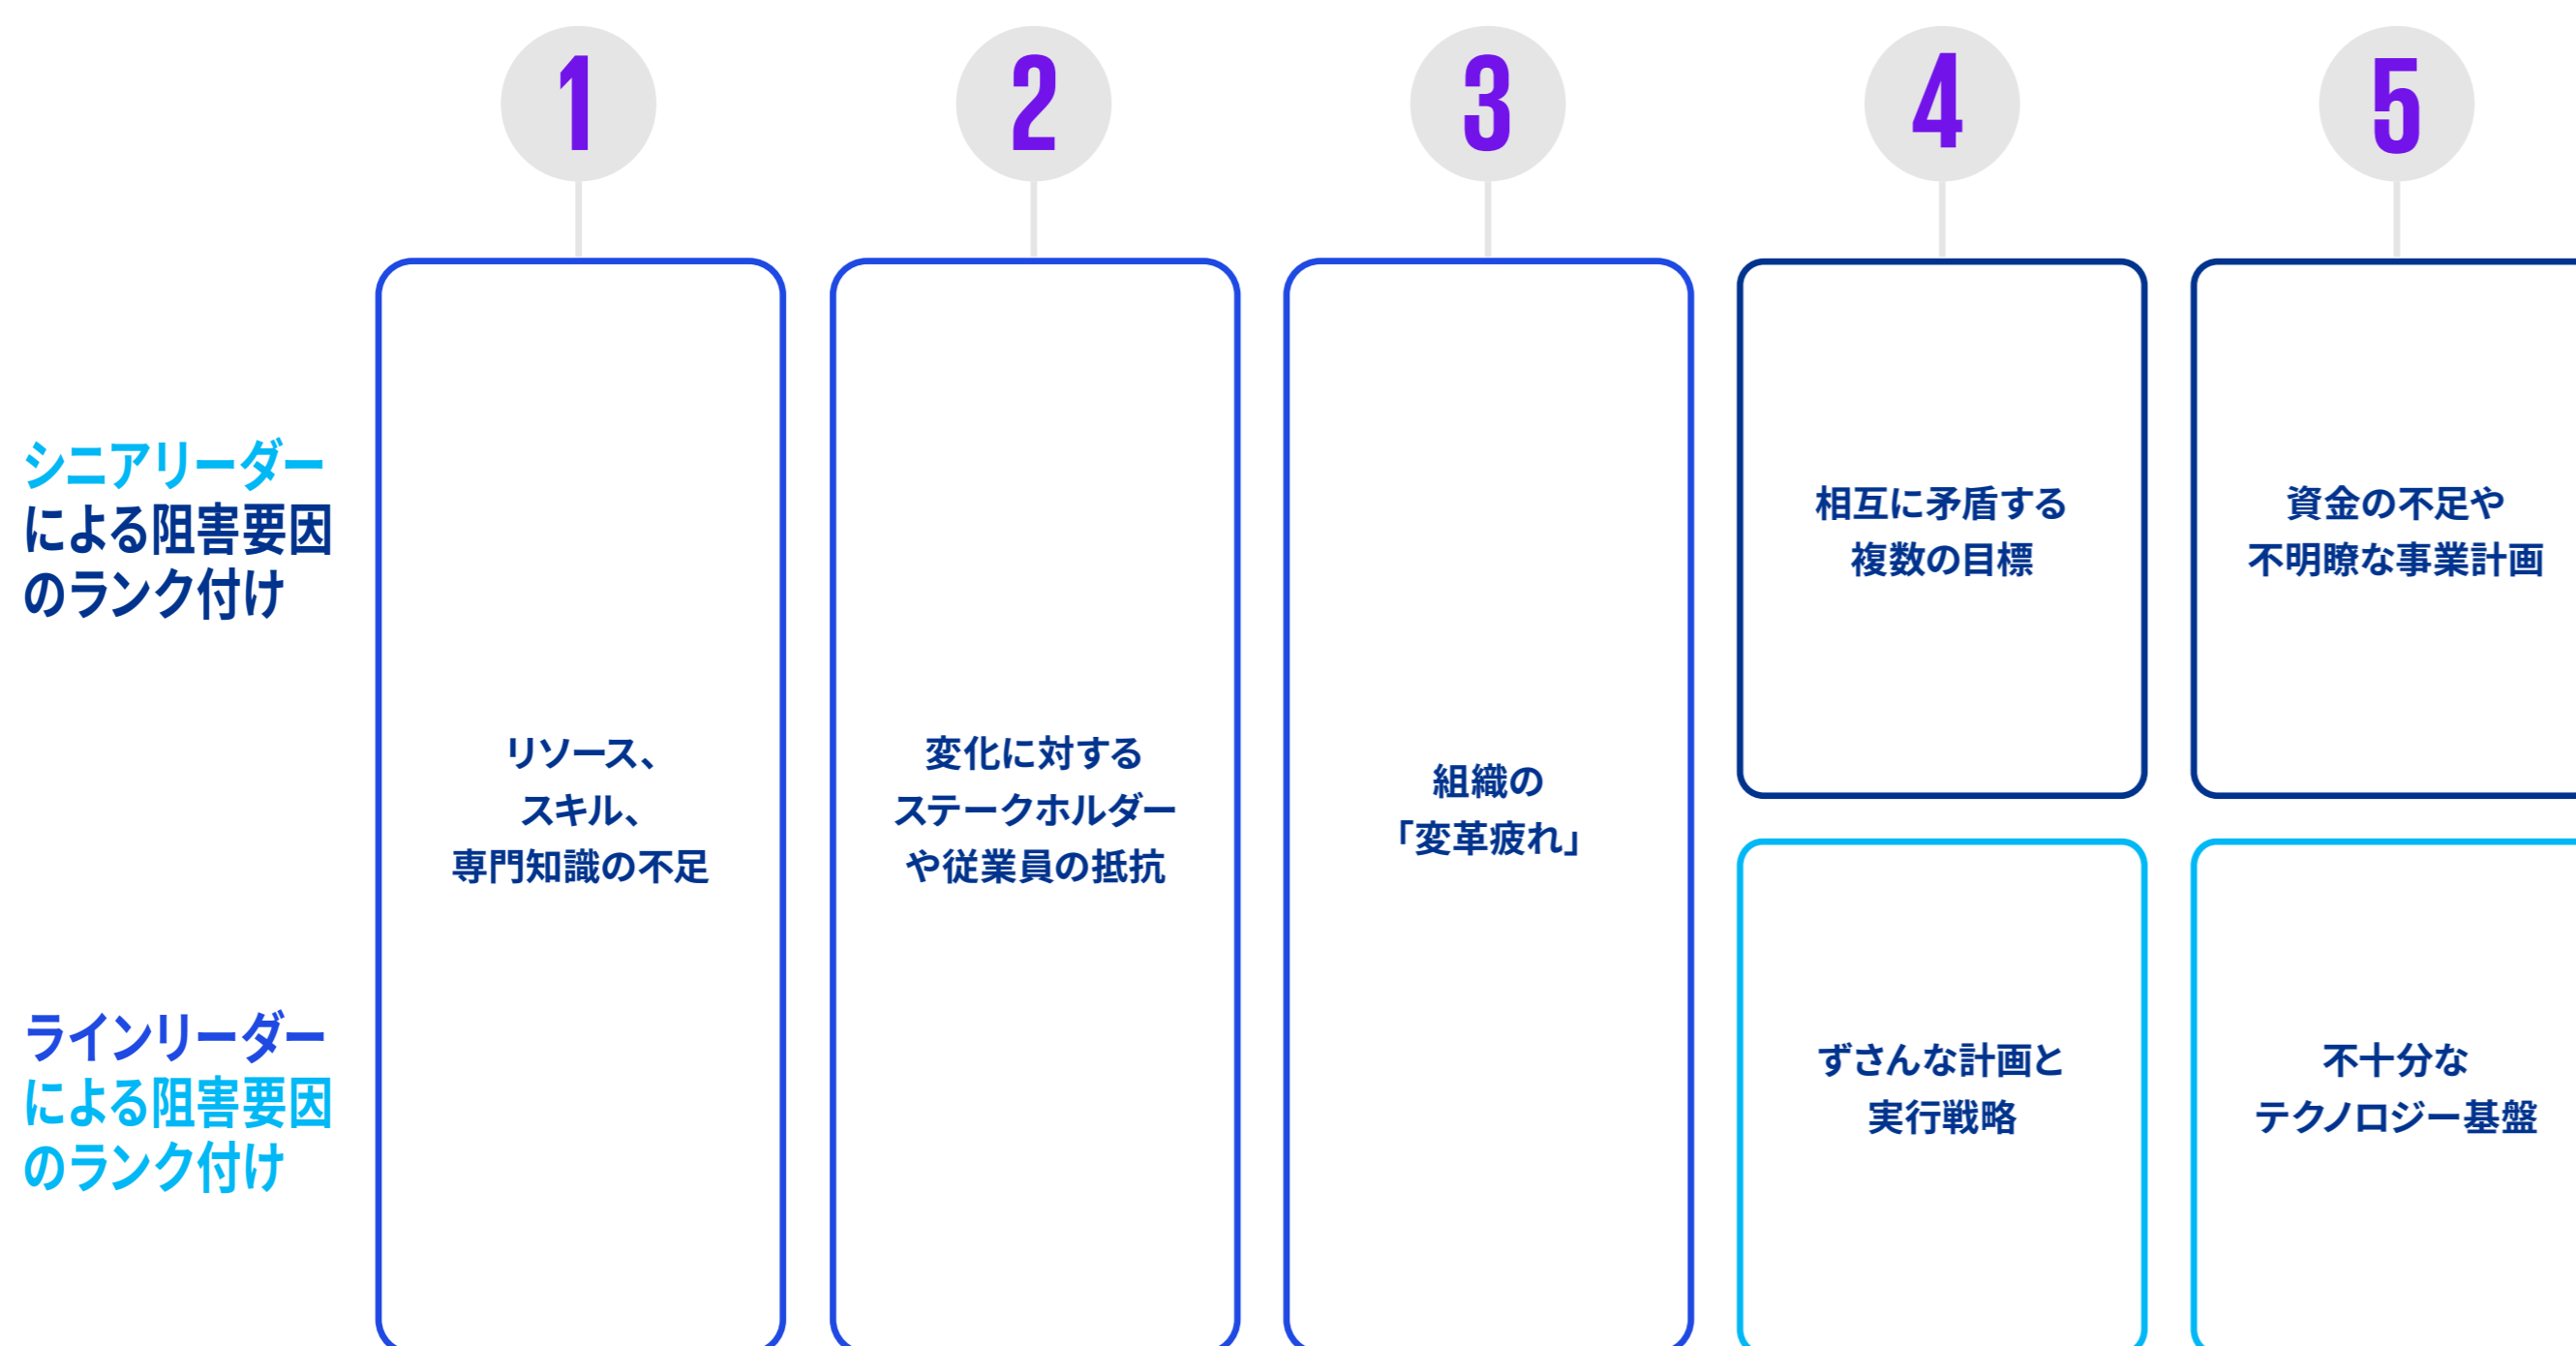 1
2
3
4
5
シニアリーダー
による阻害要因
のランク付け
ラインリーダー
による阻害要因
のランク付け
リソース、
スキル、
専門知識の不足
変化に対する
ステークホルダー
や従業員の抵抗
組織の
「変革疲れ」
相互に矛盾する
複数の目標
資金の不足や
不明瞭な事業計画
ずさんな計画と
実行戦略
不十分な
テクノロジー基盤